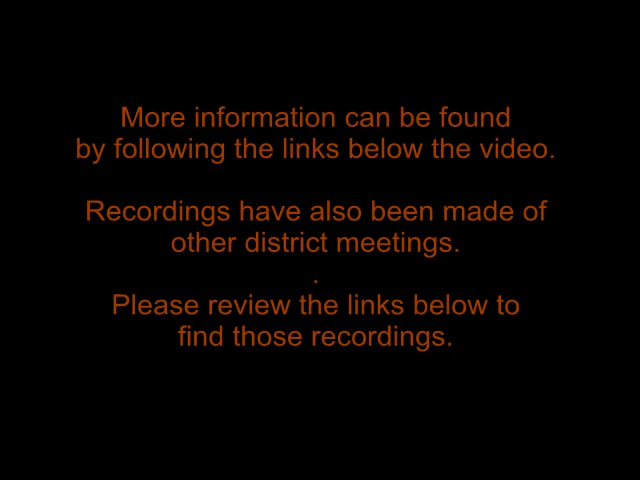 More information can be found
by following the links below the video.
Recordings have also been made of
other district meetings.
.
Please review the links below to
find those recordings.